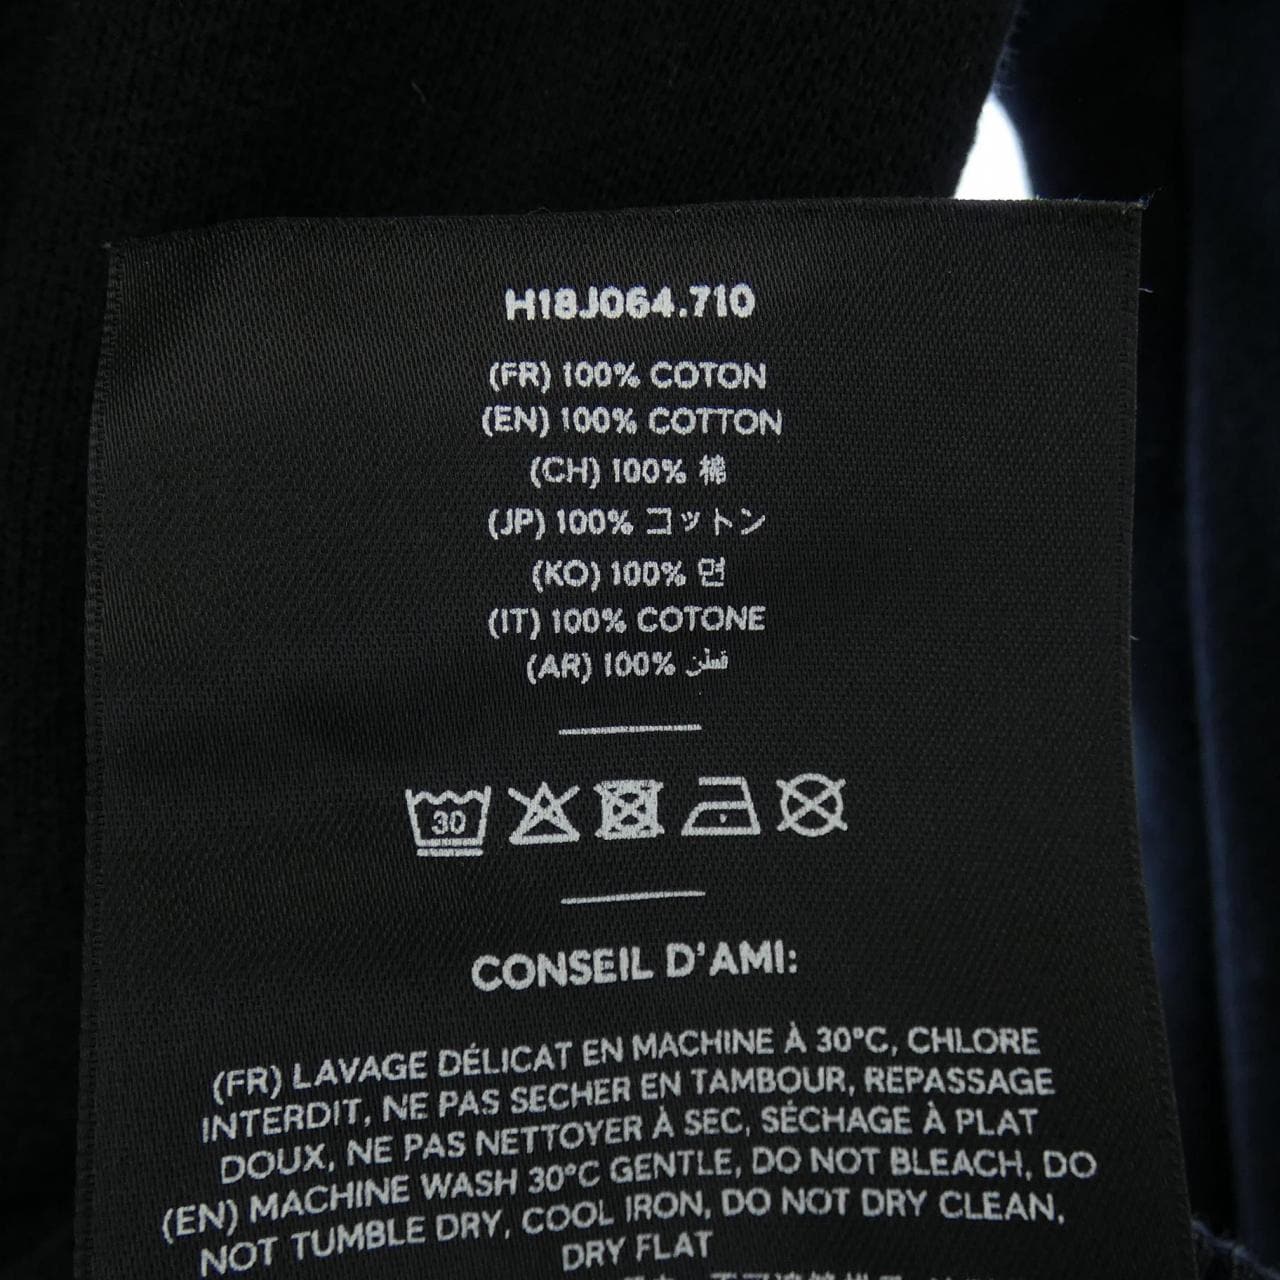 H18J064.710
(FR) 100% COTON
(EN) 100% COTTON
(CH) 100% 棉
(JP) 100% コットン
(KO) 100% 면
(IT) 100% COTONE
(AR) 100% قطن
30
CONSEIL D'AMI:
(FR) LAVAGE DÉLICAT EN MACHINE À 30°C, CHLORE
INTERDIT, NE PAS SECHER EN TAMBOUR, REPASSAGE
DOUX, NE PAS NETTOYER À SEC, SÉCHAGE À PLAT
(EN) MACHINE WASH 30°C GENTLE, DO NOT BLEACH, DO
NOT TUMBLE DRY, COOL IRON, DO NOT DRY CLEAN,
DRY FLAT